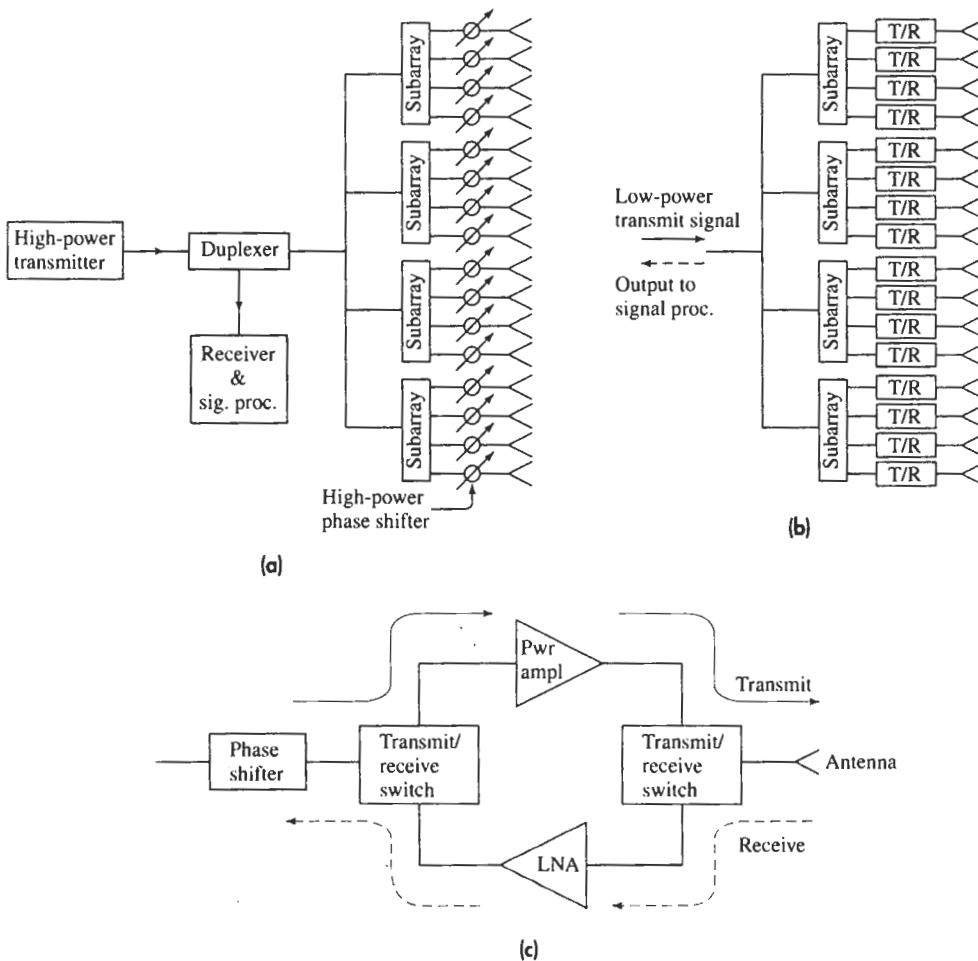 High-power
transmitter
Duplexer
Receiver
&
sig. proc.
Subarray
Subarray
Subarray
Subarray
High-power
phase shifter
(a)
Low-power
transmit signal
Output to
signal proc.
Subarray
T/R
T/R
T/R
T/R
Subarray
T/R
T/R
T/R
T/R
Subarray
T/R
T/R
T/R
T/R
Subarray
T/R
T/R
T/R
T/R
(b)
Pwr
ampl
Transmit
Phase
shifter
Transmit/
receive
switch
Transmit/
receive
switch
Antenna
LNA
Receive
(c)